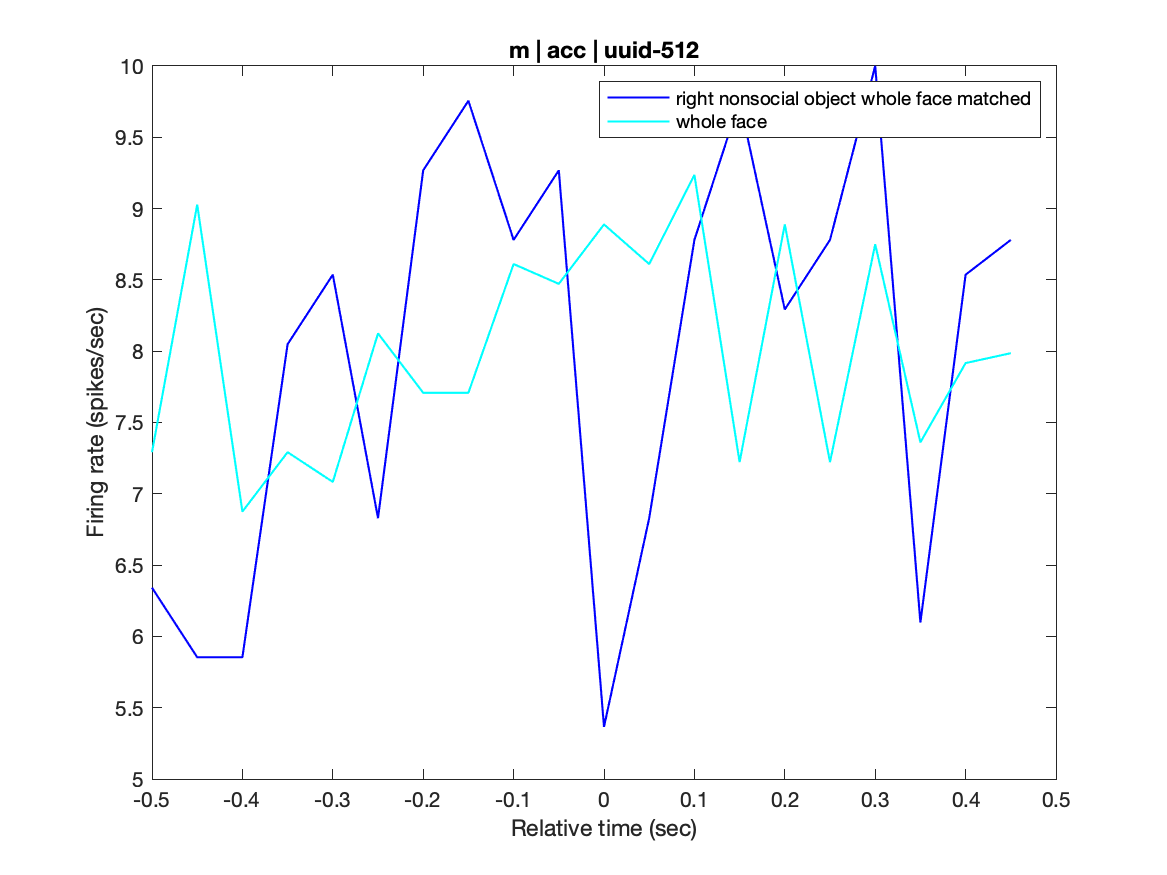 m | acc | uuid-512
10
9.5
9
8.5
8
7.5
7
6.5
6
5.5
5
Firing rate (spikes/sec)
right nonsocial object whole face matched
whole face
-0.5 -0.4 -0.3 -0.2 -0.1 0 0.1 0.2 0.3 0.4 0.5
Relative time (sec)